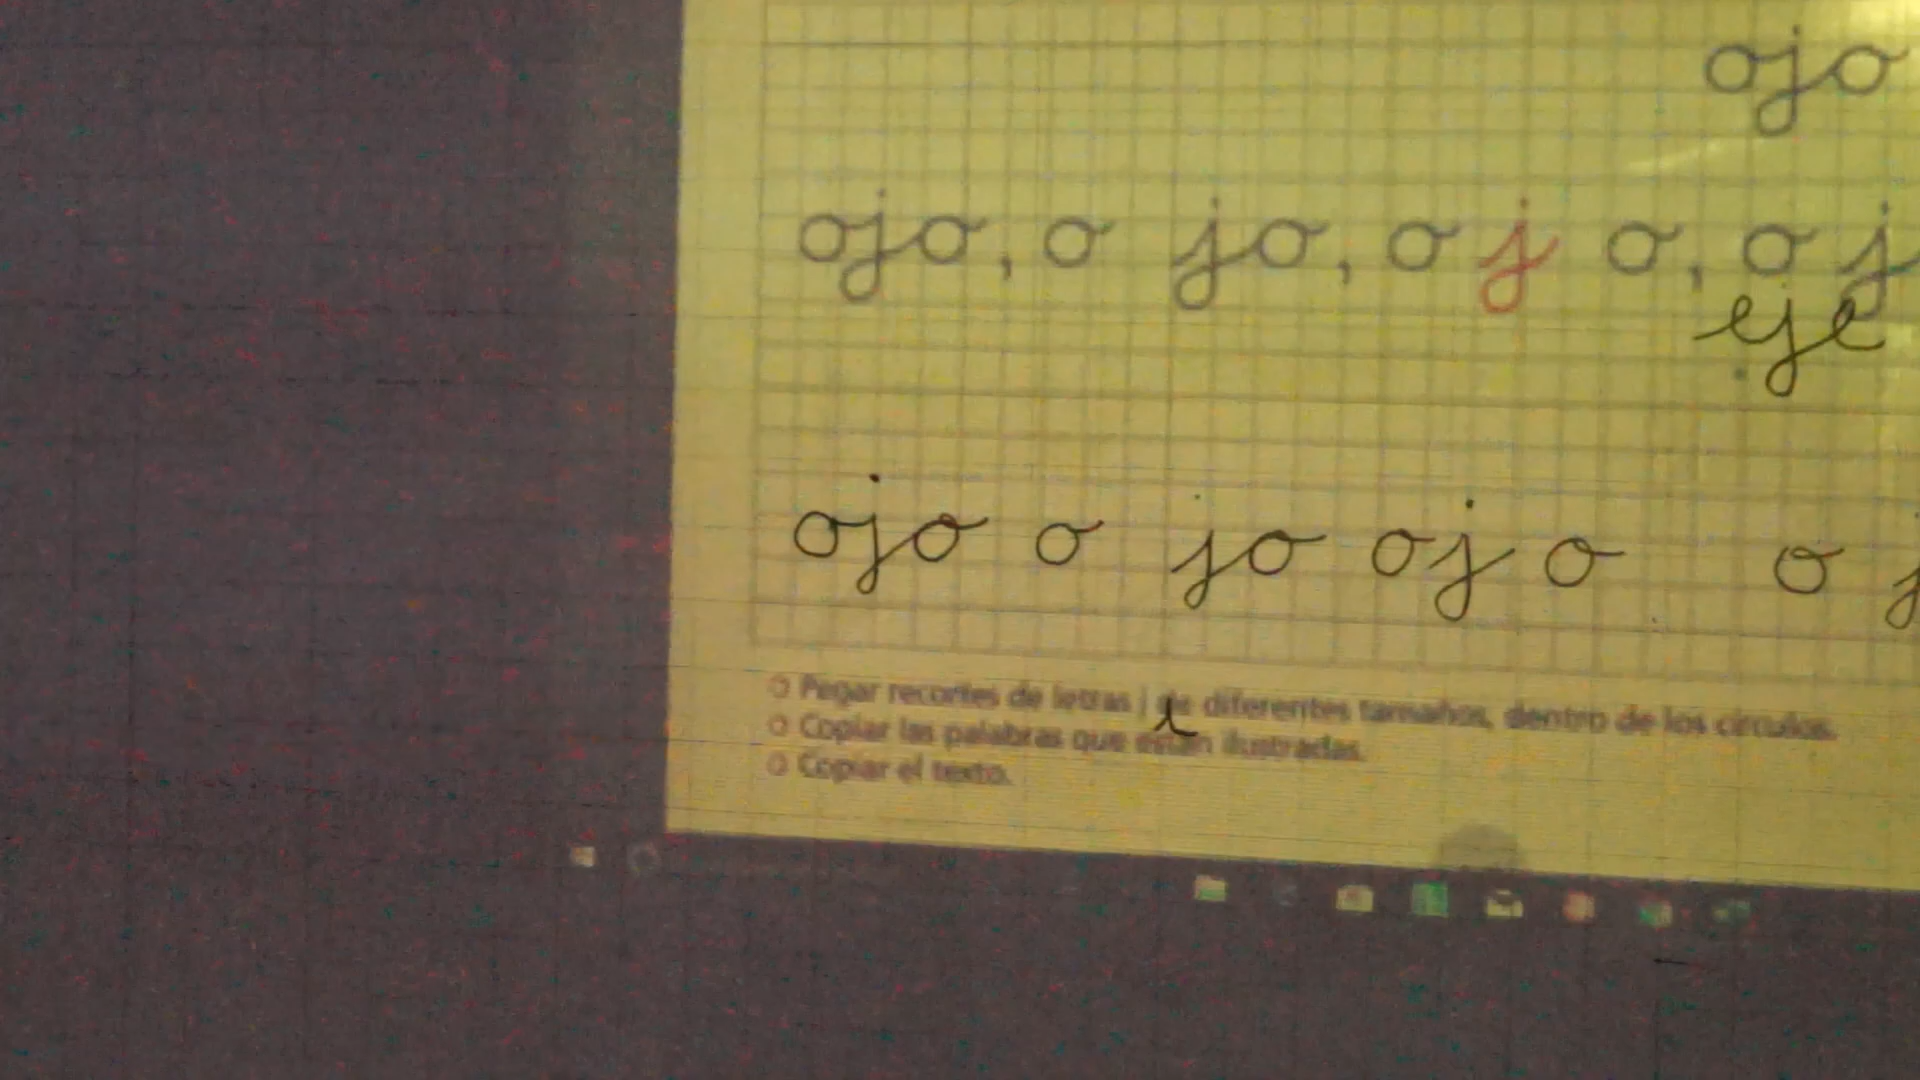 ojo
ojo, o jo, o j o, o j
eje
ojo o jo oj o o j
Pegar recortes de letras j de diferentes tamaños, dentro de los círculos.
Copiar las palabras que están ilustradas.
Copiar el texto.